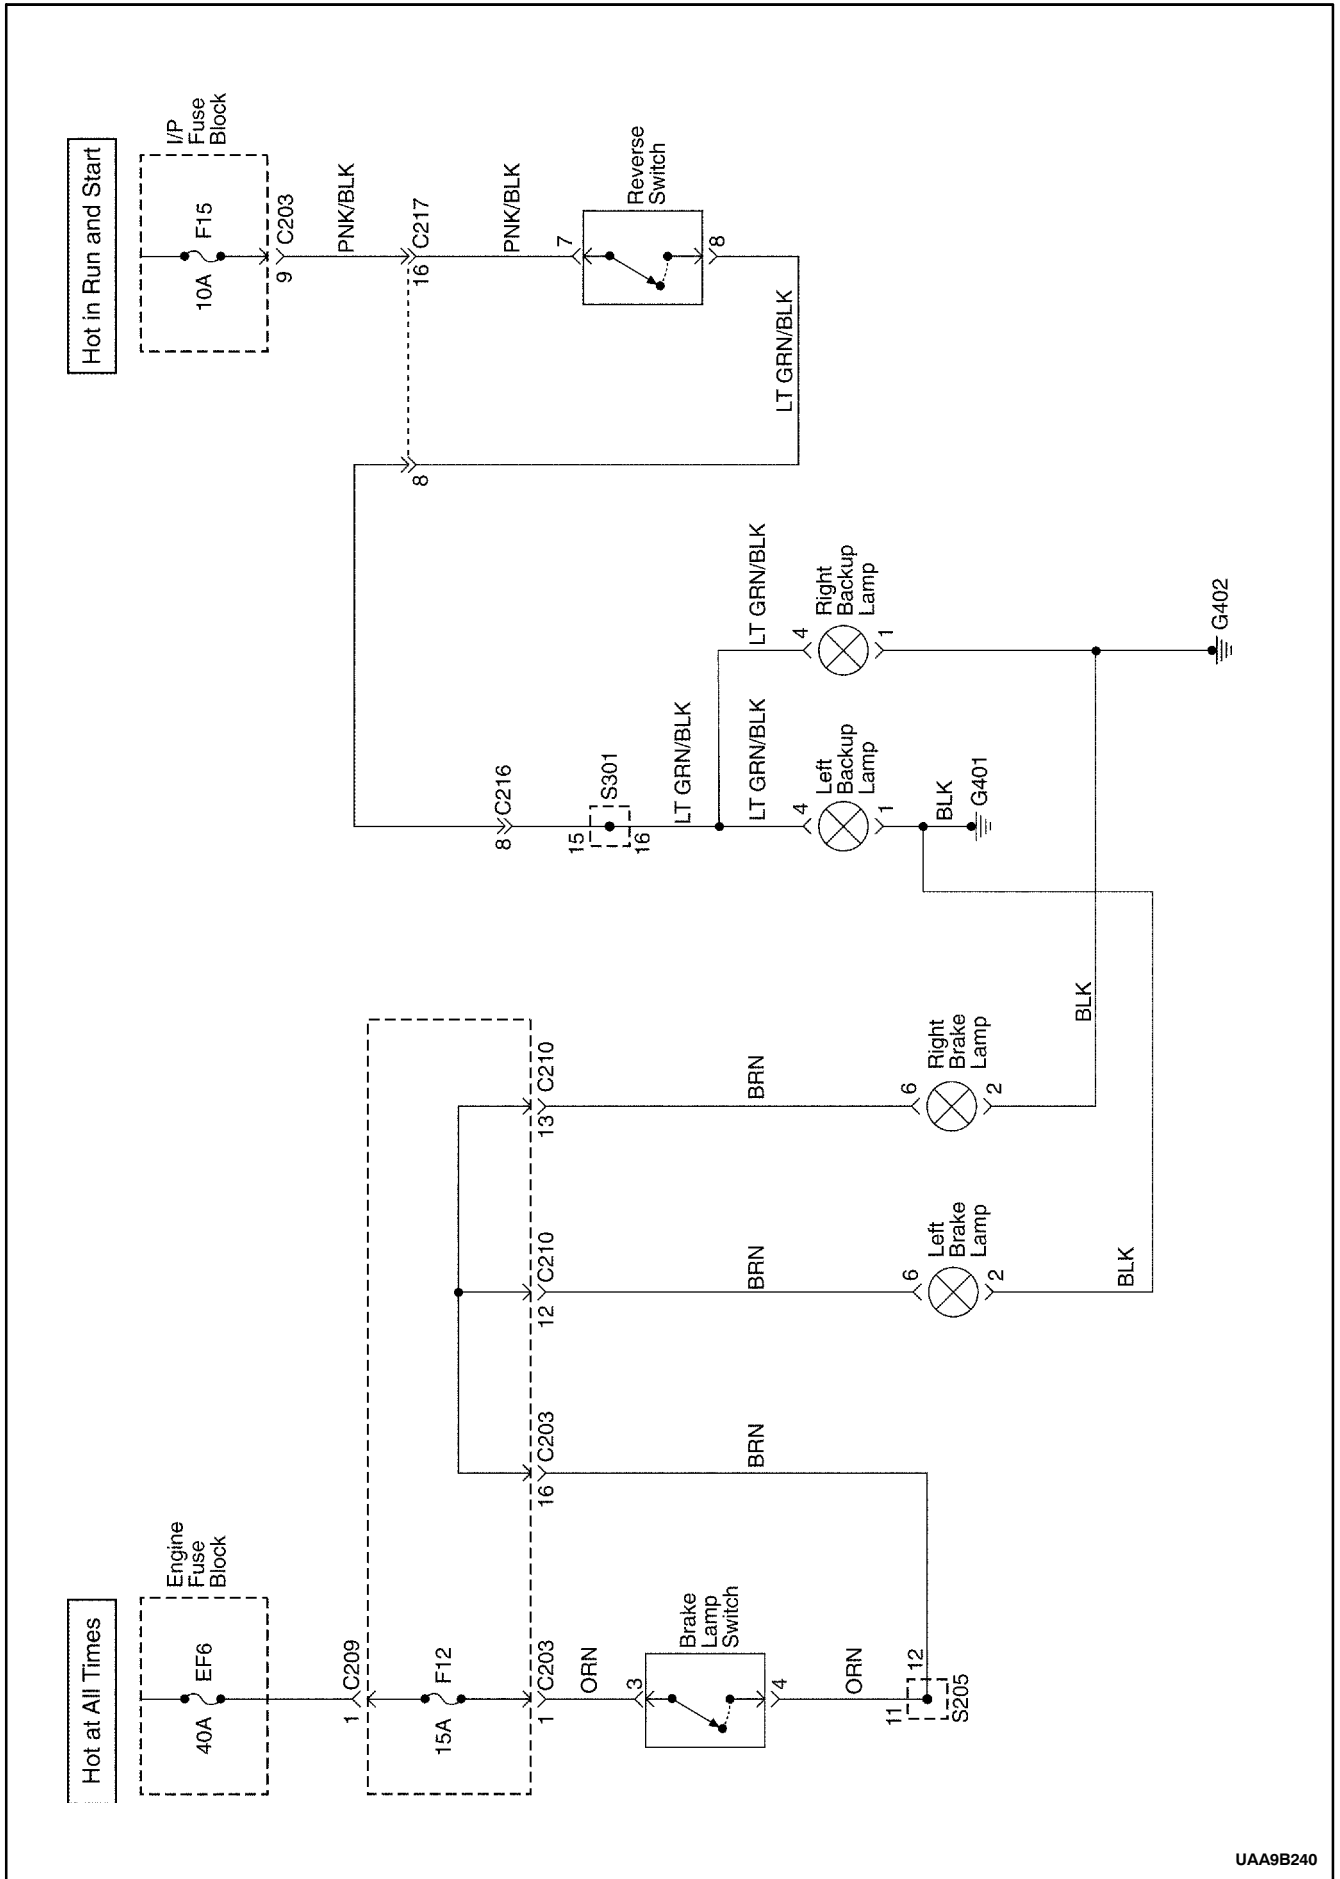 Hot at All Times
Hot in Run and Start
Engine
Fuse
Block
40A
EF6
I/P
Fuse
Block
10A
F15
1
C209
9
C203
PNK/BLK
15A
F12
8
16
C217
1
C203
16
C203
12
C210
13
C210
8
C216
PNK/BLK
ORN
15
S301
16
7
Reverse
Switch
8
3
Brake
Lamp
Switch
4
BRN
BRN
BRN
LT GRN/BLK
LT GRN/BLK
LT GRN/BLK
LT GRN/BLK
4
Left
Backup
Lamp
1
4
Right
Backup
Lamp
1
ORN
11
12
S205
6
Left
Brake
Lamp
2
6
Right
Brake
Lamp
2
BLK
G401
BLK
BLK
G402
UAA9B240